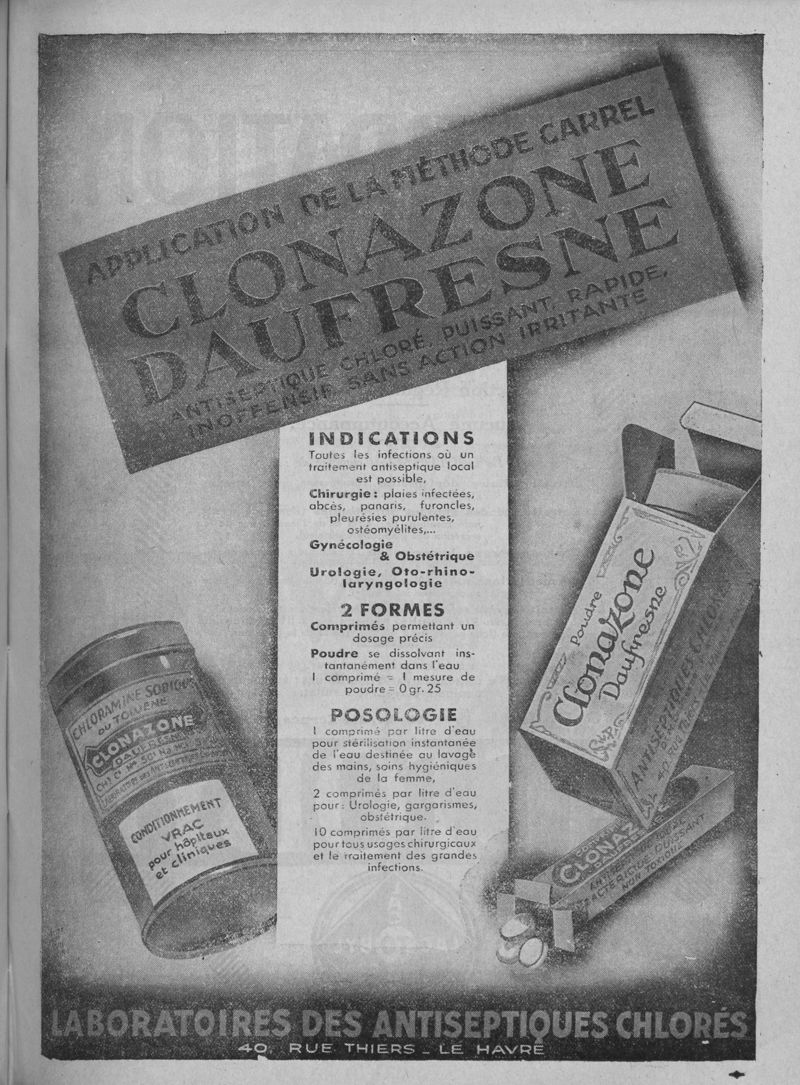 APPLICATION DE LA MÉTHODE CARREL
CLONAZONE
DAUFRESNE
ANTISEPTIQUE CHLORÉ, PUISSANT, RAPIDE,
INOFFENSIF SANS ACTION IRRITANTE
INDICATIONS
Toutes les infections où un
traitement antiseptique local
est possible,
Chirurgie : plaies infectées,
abcès, panaris, furoncles,
pleurésies purulentes,
ostéomyélites,...
Gynécologie
& Obstétrique
Urologie, Oto-rhino-
laryngologie
2 FORMES
Comprimés permettant un
dosage précis
Poudre se dissolvant ins-
tantanément dans l'eau
1 comprimé = 1 mesure de
poudre = 0 gr. 25
POSOLOGIE
1 comprimé par litre d'eau
pour stérilisation instantanée
de l'eau destinée au lavage
des mains, soins hygiéniques
de la femme,
2 comprimés par litre d'eau
pour : Urologie, gargarismes,
obstétrique.
10 comprimés par litre d'eau
pour tous usages chirurgicaux
et le traitement des grandes
infections.
CHLORAMINE SODIQUE
DU TOLUENE
CLONAZONE
DAUFRESNE
CONDITIONNEMENT
VRAC
pour hôpitaux
et cliniques
Poudre
Clonazone
Daufresne
ANTISEPTIQUES CHLORÉS
CLONAZONE
BACTÉRICIDE PUISSANT
NON TOXIQUE
LABORATOIRES DES ANTISEPTIQUES CHLORÉS
40, RUE THIERS _ LE HAVRE